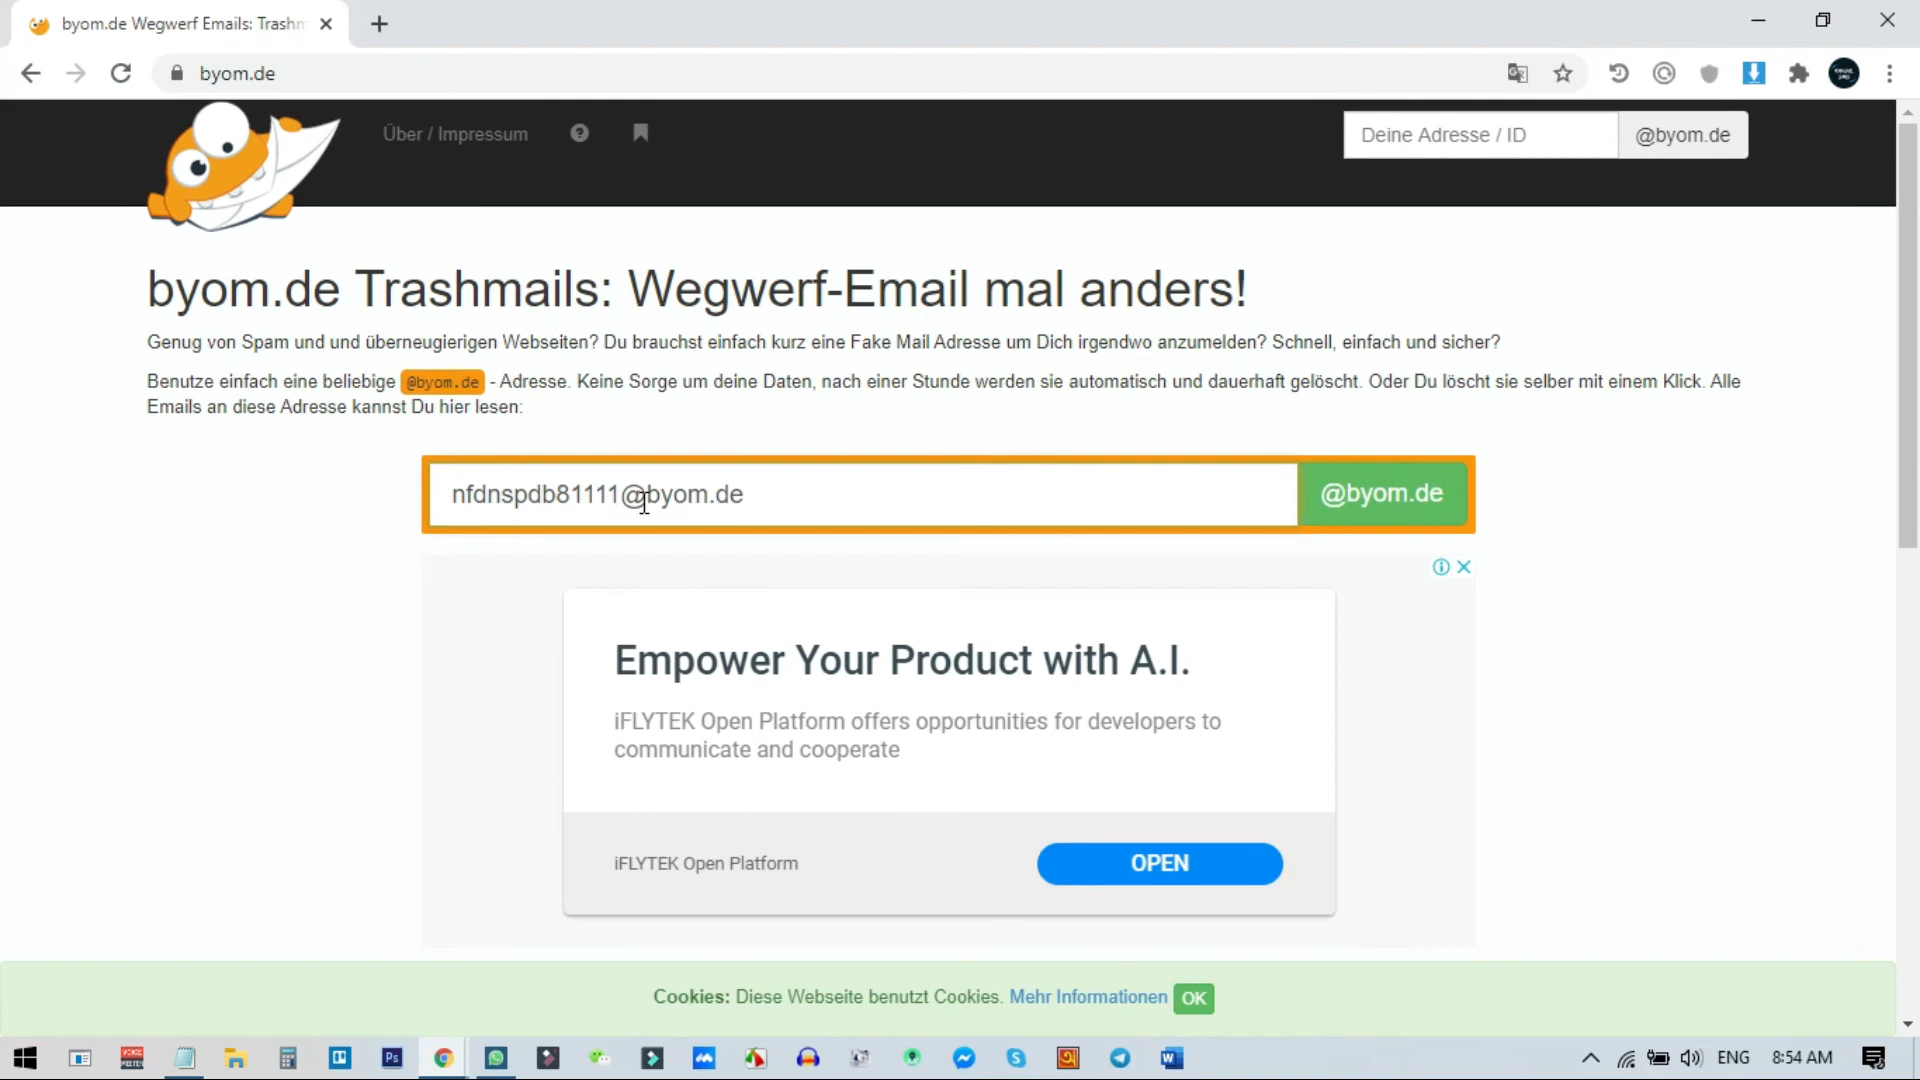 byom.de Wegwerf Emails: Trashm
byom.de
Über / Impressum
Deine Adresse / ID
@byom.de
byom.de Trashmails: Wegwerf-Email mal anders!
Genug von Spam und und überneugierigen Webseiten? Du brauchst einfach kurz eine Fake Mail Adresse um Dich irgendwo anzumelden? Schnell, einfach und sicher?
Benutze einfach eine beliebige @byom.de - Adresse. Keine Sorge um deine Daten, nach einer Stunde werden sie automatisch und dauerhaft gelöscht. Oder Du löscht sie selber mit einem Klick. Alle
Emails an diese Adresse kannst Du hier lesen:
nfdnspdb81111@byom.de
@byom.de
Empower Your Product with A.I.
iFLYTEK Open Platform offers opportunities for developers to
communicate and cooperate
iFLYTEK Open Platform
OPEN
Cookies: Diese Webseite benutzt Cookies. Mehr Informationen OK
ENG
8:54 AM